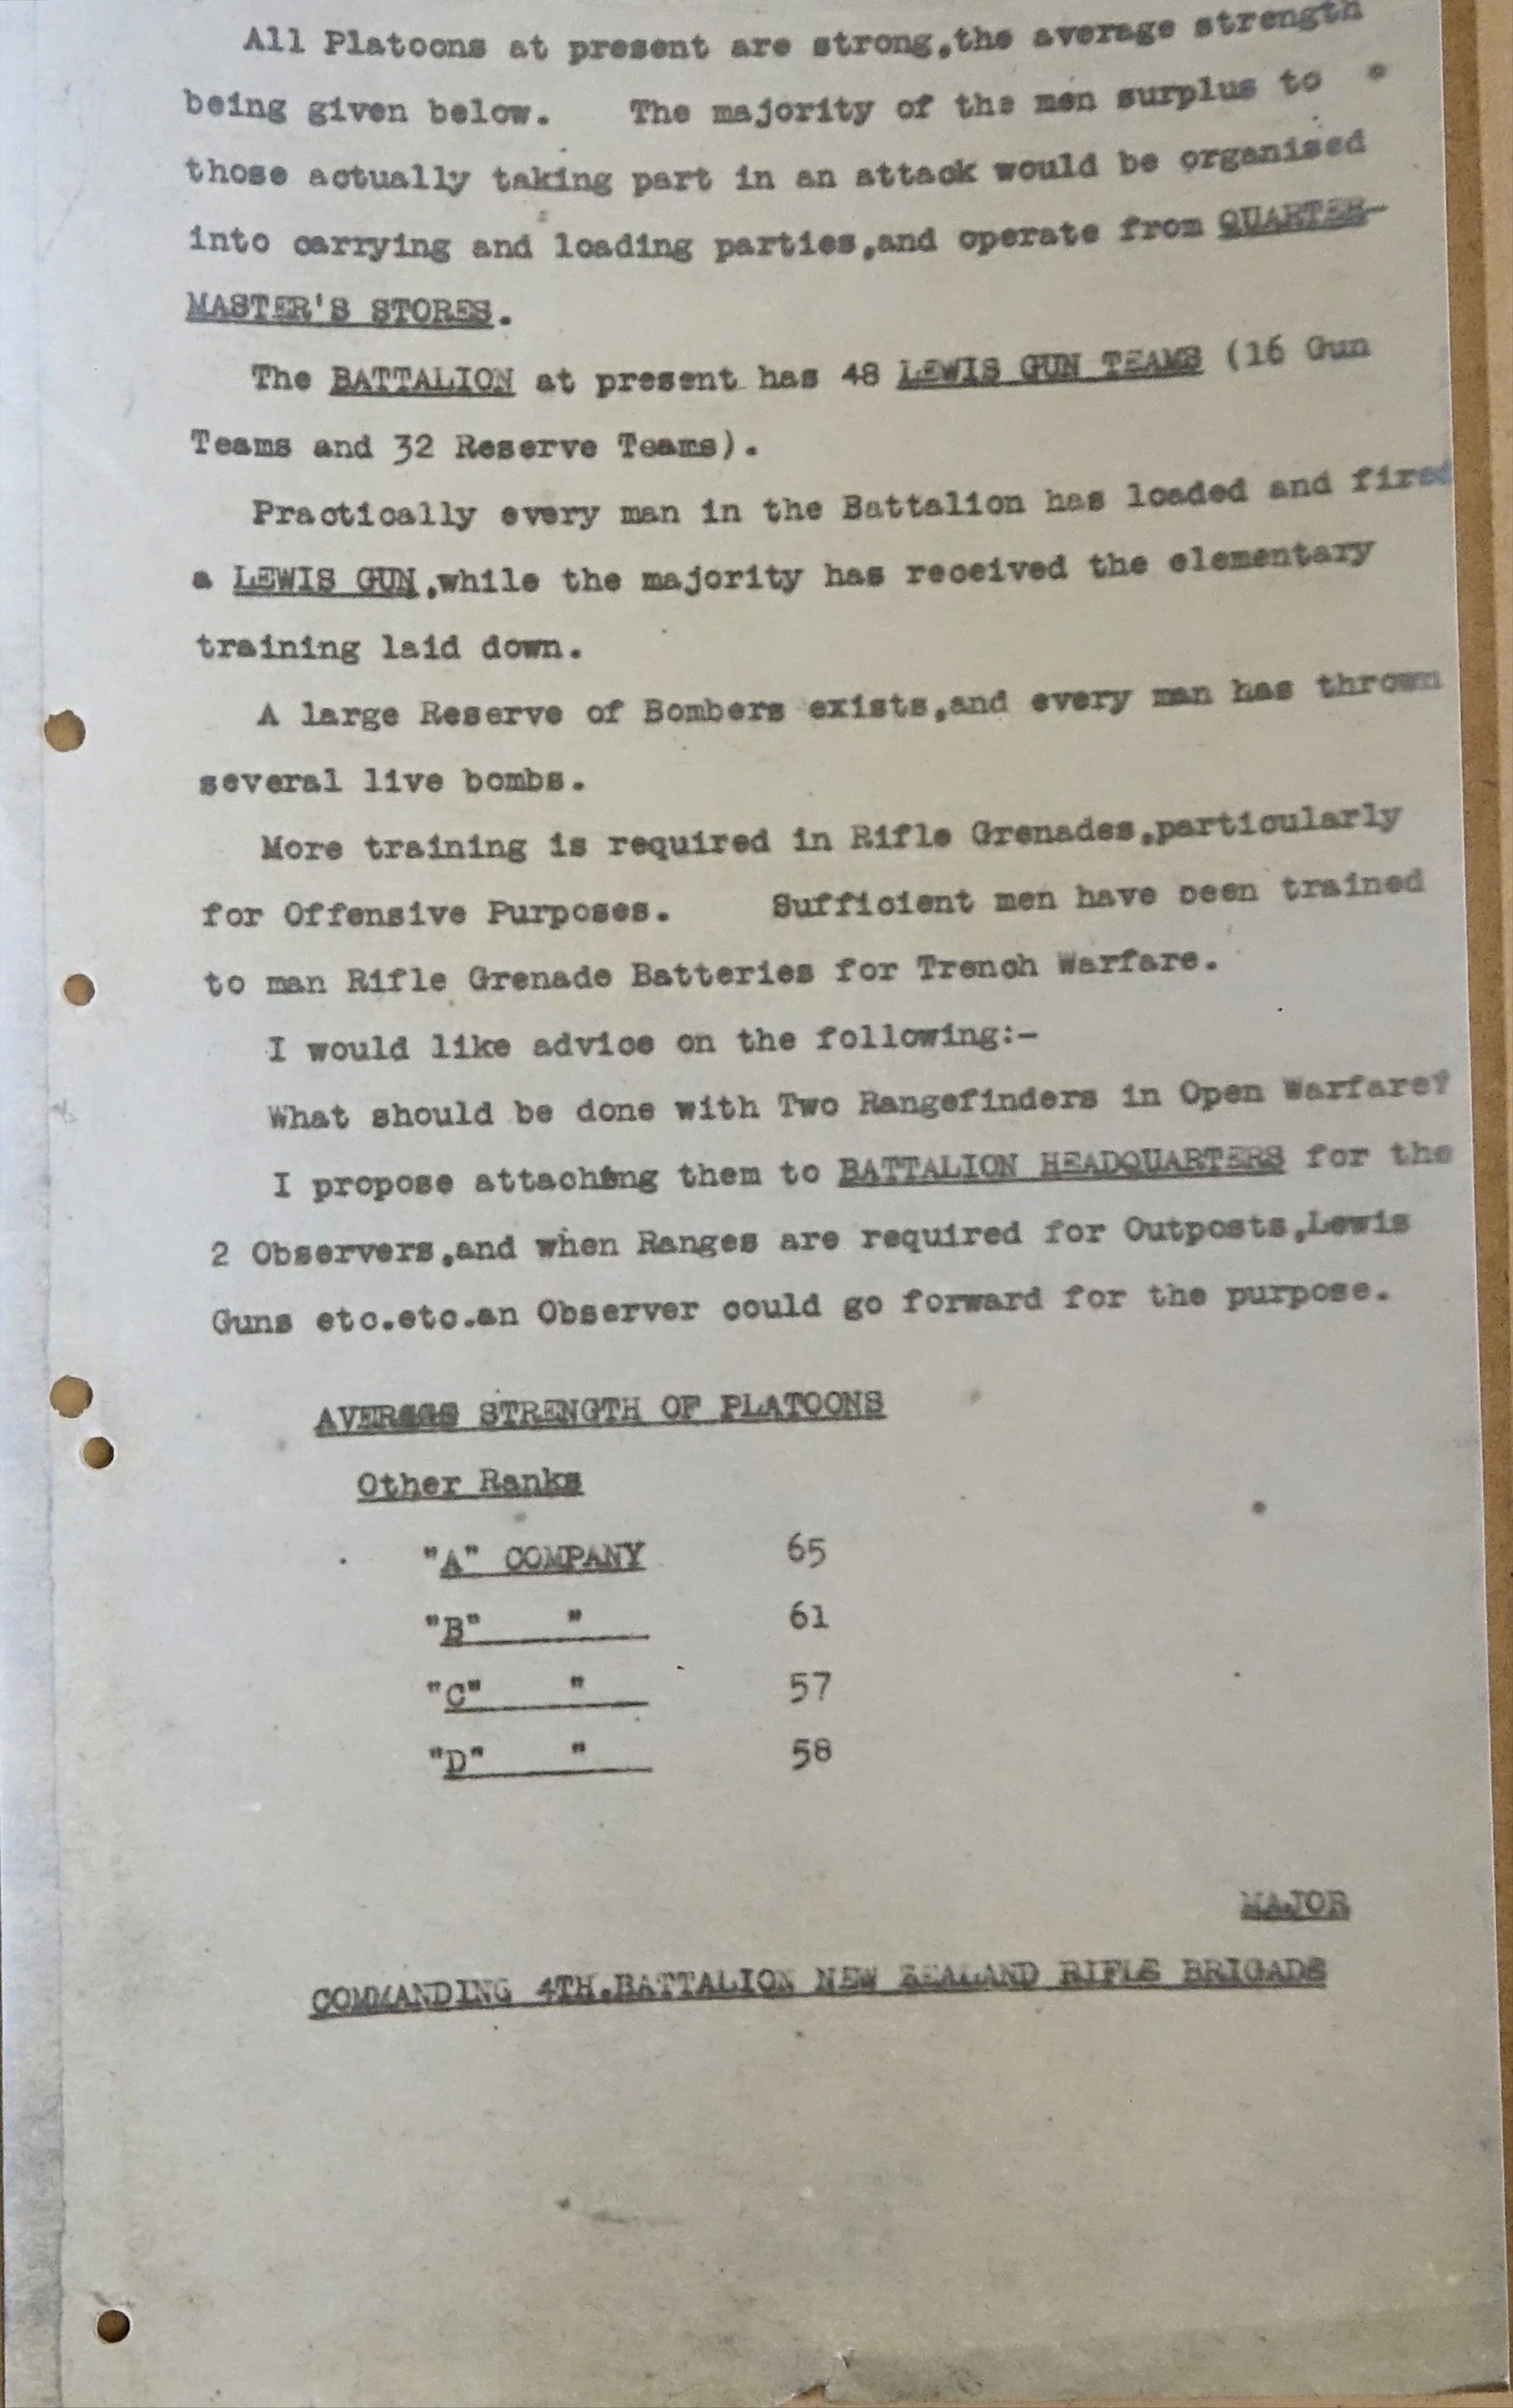 All Platoons at present are strong,the average strength
being given below. The majority of the men surplus to
those actually taking part in an attack would be organised
into carrying and loading parties,and operate from QUARTER-
MASTER'S STORES.
The BATTALION at present has 48 LEWIS GUN TEAMS (16 Gun
Teams and 32 Reserve Teams).
Practically every man in the Battalion has loaded and fired
a LEWIS GUN,while the majority has received the elementary
training laid down.
A large Reserve of Bombers exists,and every man has thrown
several live bombs.
More training is required in Rifle Grenades,particularly
for Offensive Purposes. Sufficient men have been trained
to man Rifle Grenade Batteries for Trench Warfare.
I would like advice on the following:-
What should be done with Two Rangefinders in Open Warfare?
I propose attaching them to BATTALION HEADQUARTERS for the
2 Observers,and when Ranges are required for Outposts,Lewis
Guns etc.etc.an Observer could go forward for the purpose.
AVERAGE STRENGTH OF PLATOONS
Other Ranks
"A" COMPANY 65
"B" " 61
"C" " 57
"D" " 58
MAJOR
COMMANDING 4TH.BATTALION NEW ZEALAND RIFLE BRIGADE